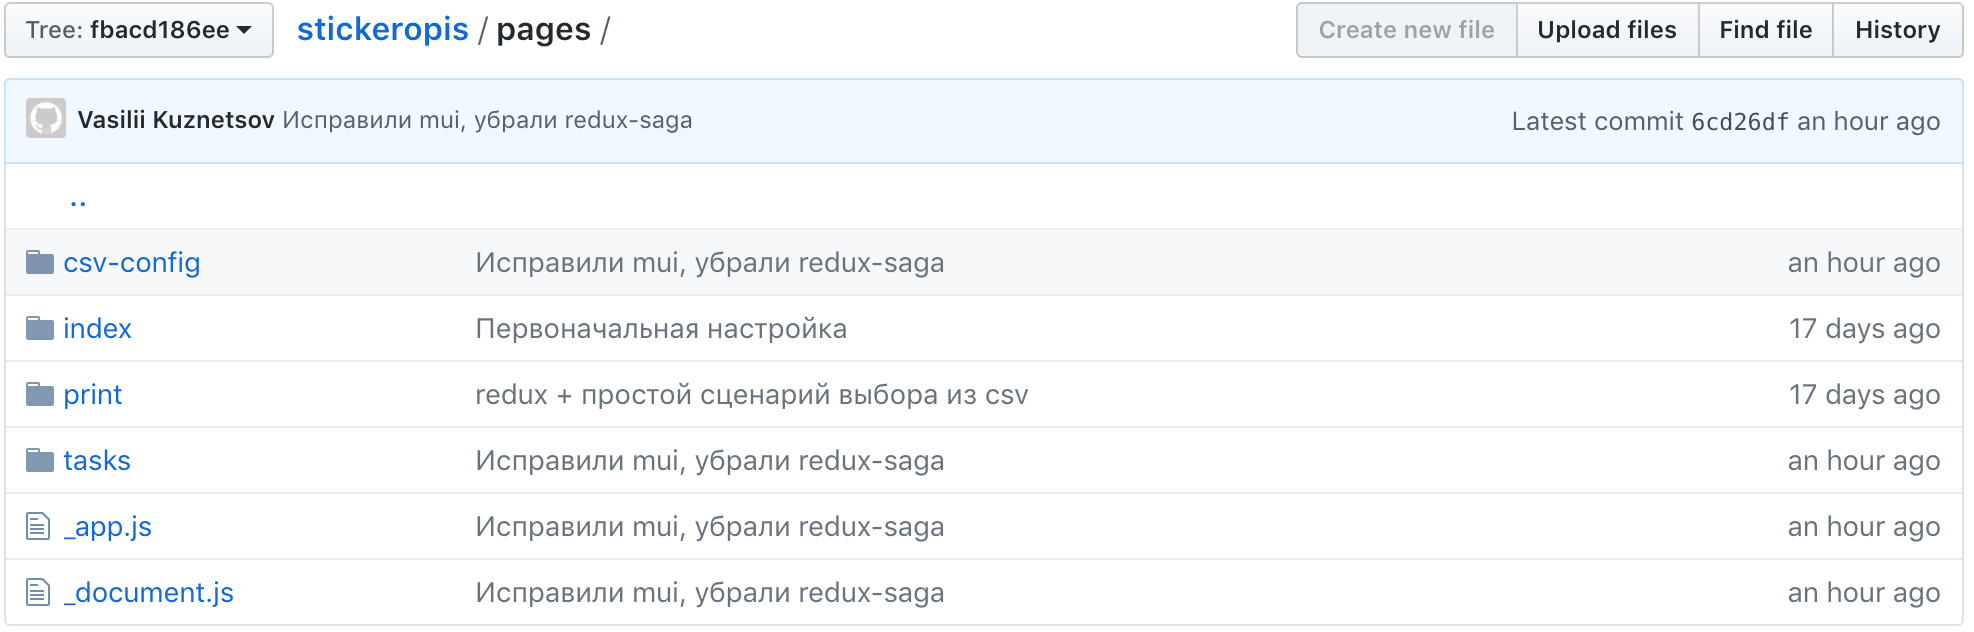 Tree: fbacd186ee stickeropis / pages / Create new file Upload files Find file History
Vasilii Kuznetsov Исправили mui, убрали redux-saga Latest commit 6cd26df an hour ago
..
csv-config Исправили mui, убрали redux-saga an hour ago
index Первоначальная настройка 17 days ago
print redux + простой сценарий выбора из csv 17 days ago
tasks Исправили mui, убрали redux-saga an hour ago
_app.js Исправили mui, убрали redux-saga an hour ago
_document.js Исправили mui, убрали redux-saga an hour ago